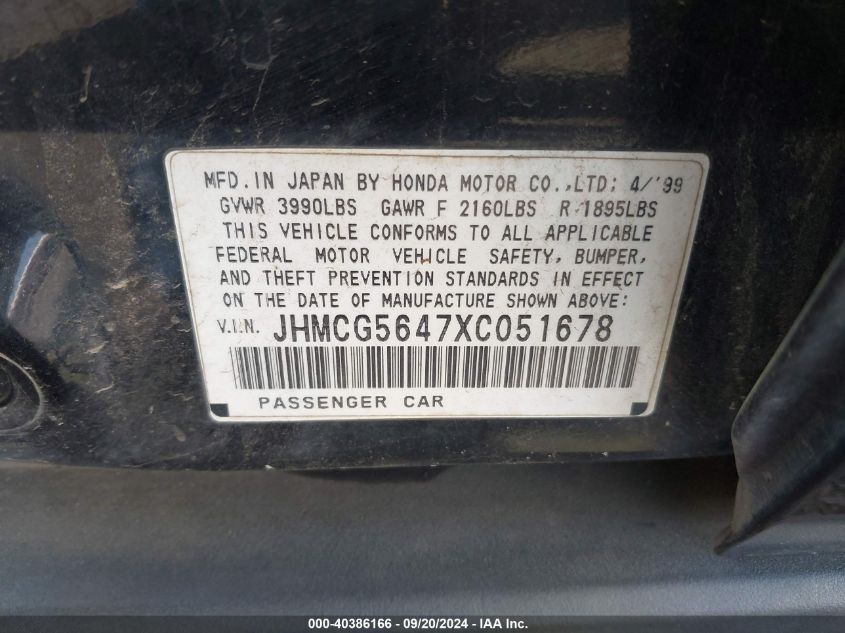 MFD. IN JAPAN BY HONDA MOTOR CO.,LTD: 4/'99
GVWR 3990LBS GAWR F 2160LBS R 1895LBS
THIS VEHICLE CONFORMS TO ALL APPLICABLE
FEDERAL MOTOR VEHICLE SAFETY, BUMPER,
AND THEFT PREVENTION STANDARDS IN EFFECT
ON THE DATE OF MANUFACTURE SHOWN ABOVE:
V.I.N. JHMCG5647XC051678
PASSENGER CAR
000-40386166 - 09/20/2024 - IAAI.COM